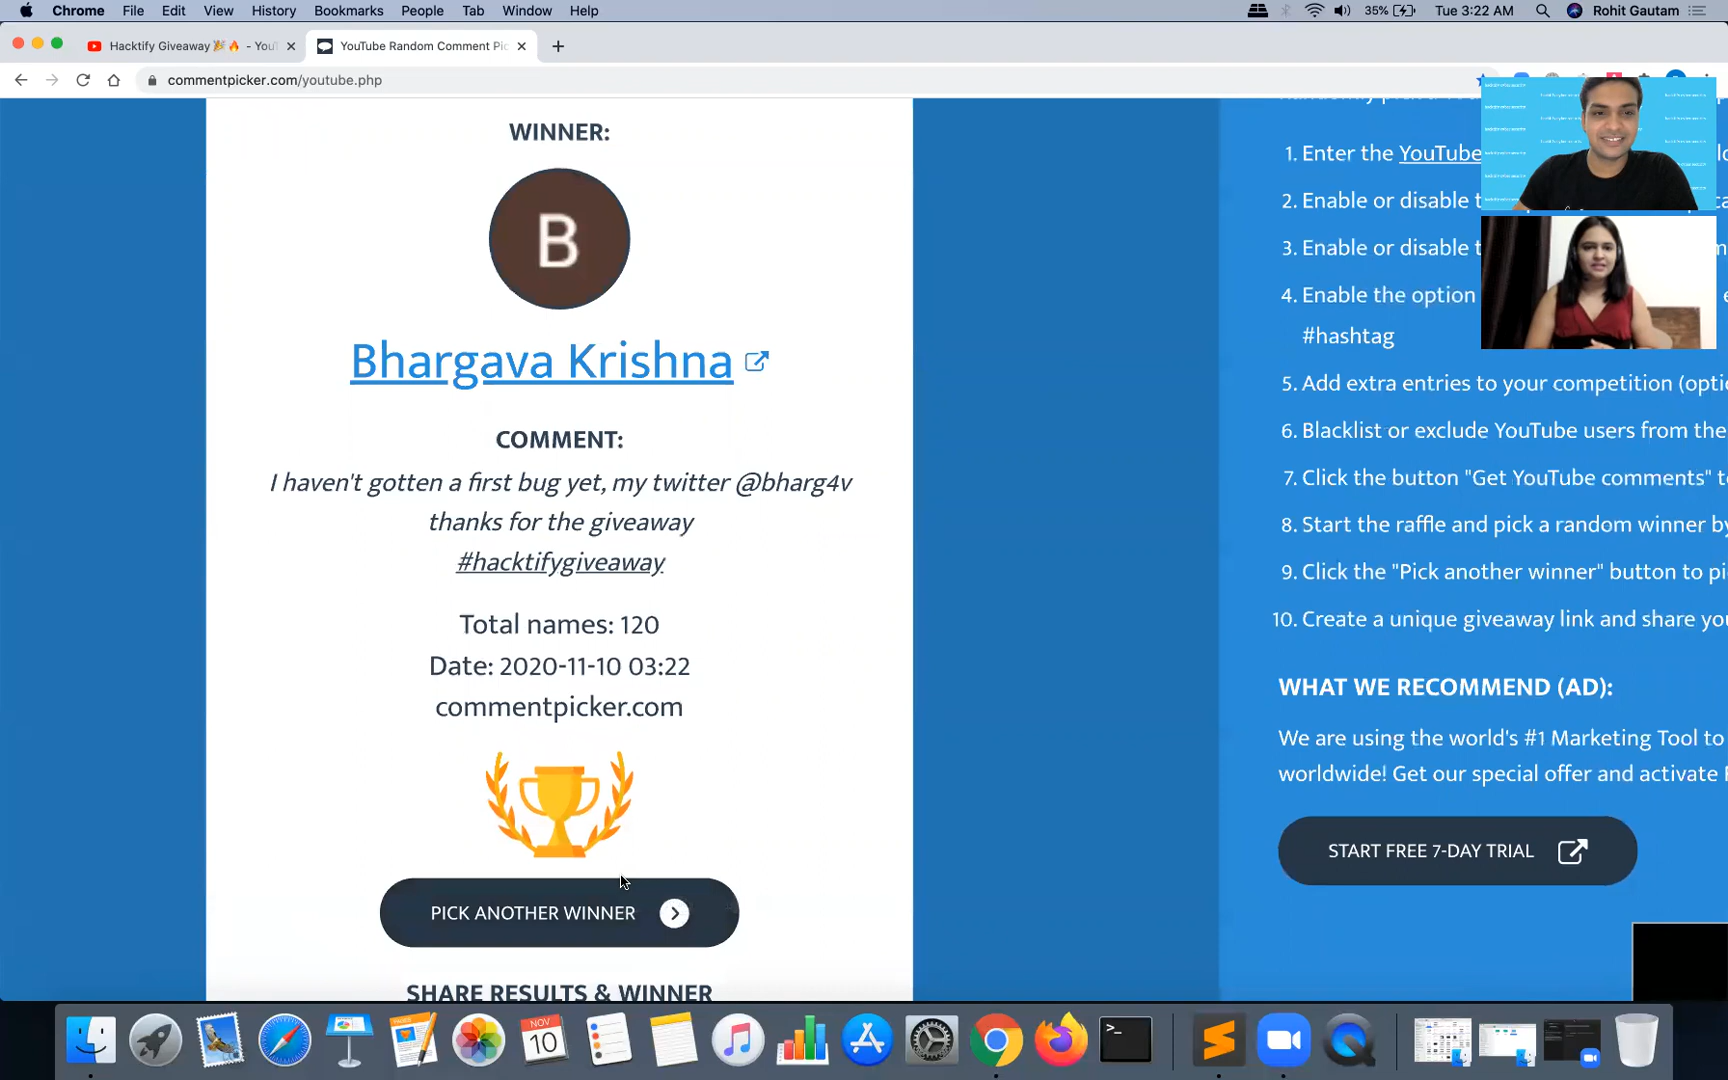 Chrome File Edit View History Bookmarks People Tab Window Help
35% Tue 3:22 AM Rohit Gautam
Hacktify Giveaway - You
YouTube Random Comment Pic
commentpicker.com/youtube.php
WINNER:
B
Bhargava Krishna
COMMENT:
I haven't gotten a first bug yet, my twitter @bharg4v
thanks for the giveaway
#hacktifygiveaway
Total names: 120
Date: 2020-11-10 03:22
commentpicker.com
PICK ANOTHER WINNER
SHARE RESULTS & WINNER
1. Enter the YouTube
2. Enable or disable t
3. Enable or disable t
4. Enable the option
#hashtag
5. Add extra entries to your competition (optio
6. Blacklist or exclude YouTube users from the
7. Click the button "Get YouTube comments" t
8. Start the raffle and pick a random winner by
9. Click the "Pick another winner" button to pi
10. Create a unique giveaway link and share yo
WHAT WE RECOMMEND (AD):
We are using the world's #1 Marketing Tool to
worldwide! Get our special offer and activate
START FREE 7-DAY TRIAL
NOV
10